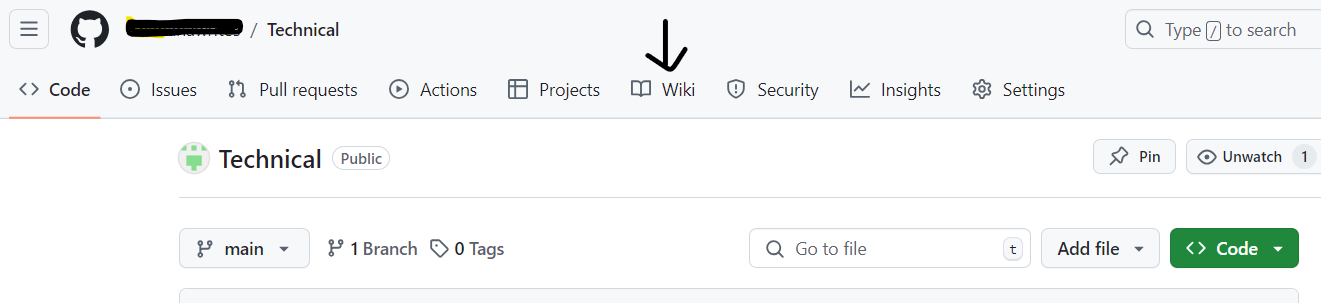 / Technical
Type / to search
Code Issues Pull requests Actions Projects Wiki Security Insights Settings
Technical Public
Pin Unwatch 1
main 1 Branch 0 Tags Go to file t Add file Code